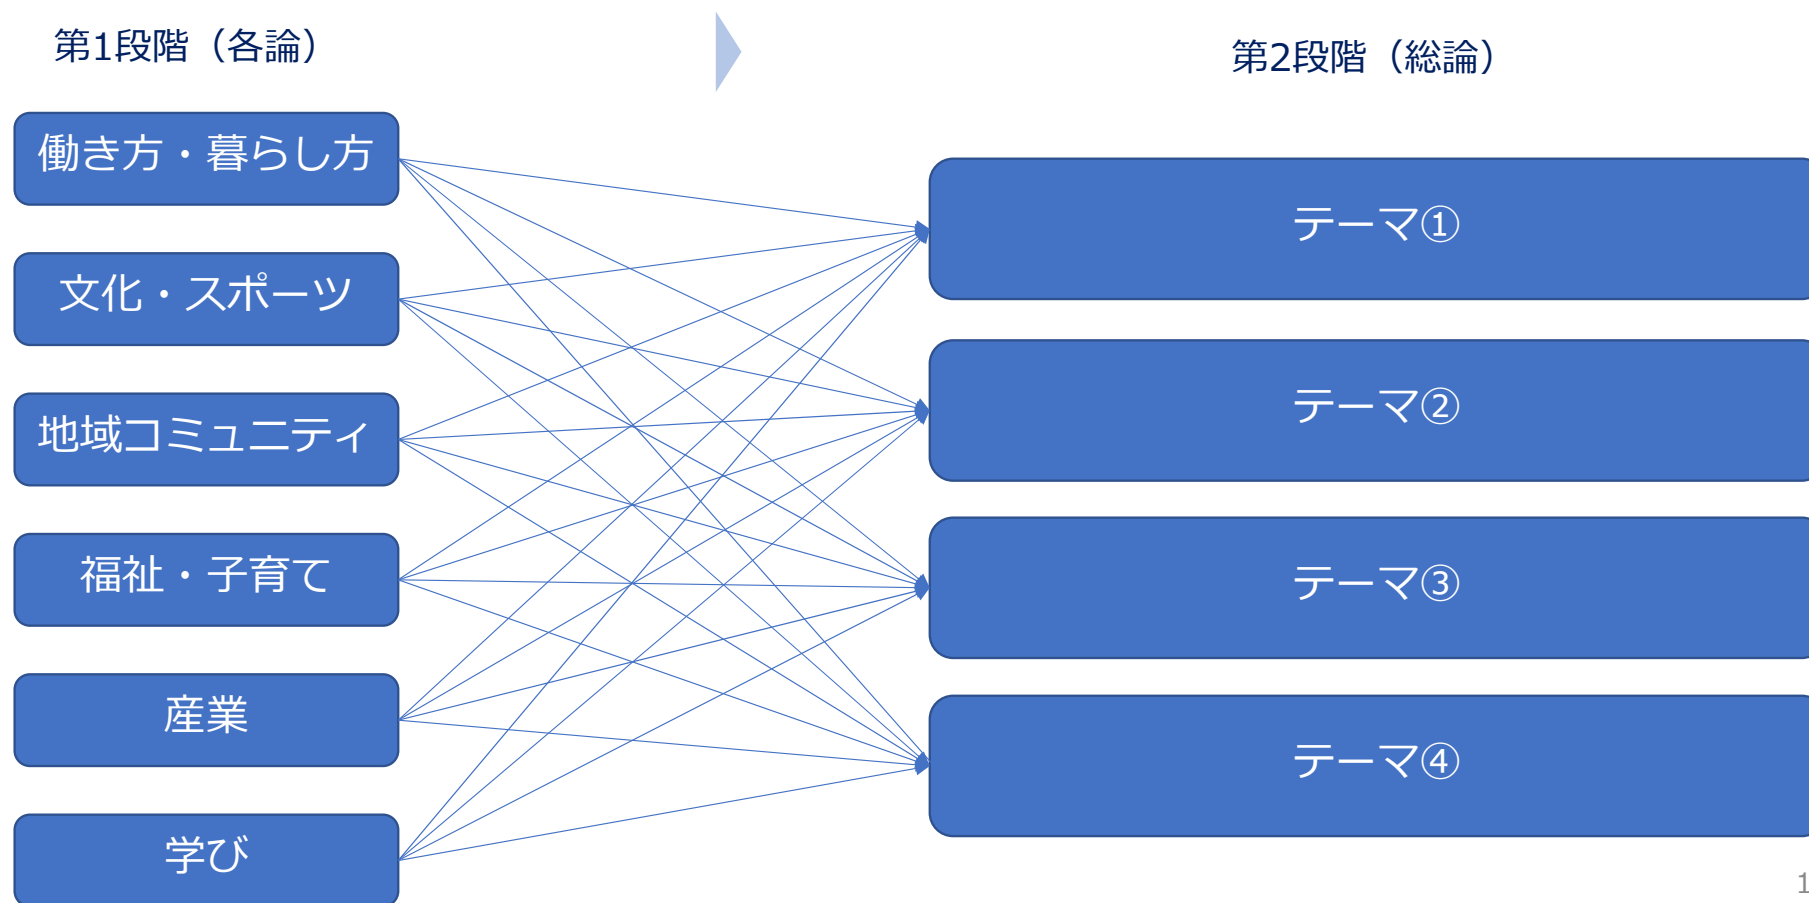 第1段階（各論）
第2段階（総論）
働き方・暮らし方
文化・スポーツ
地域コミュニティ
福祉・子育て
産業
学び
テーマ①
テーマ②
テーマ③
テーマ④
1